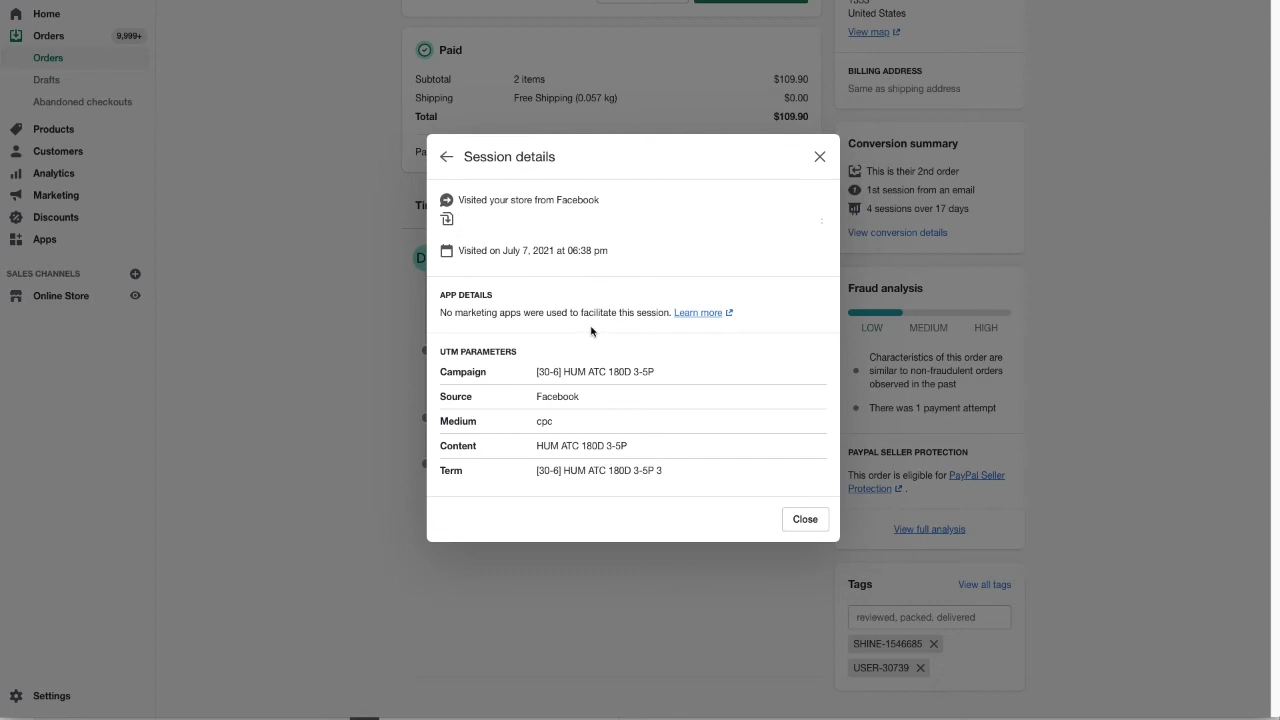 Home
Orders 9,999+
Orders
Drafts
Abandoned checkouts
Products
Customers
Analytics
Marketing
Discounts
Apps
SALES CHANNELS
Online Store
Settings
Paid
Subtotal 2 items $109.90
Shipping Free Shipping (0.057 kg) $0.00
Total $109.90
Session details
Visited your store from Facebook
:
Visited on July 7, 2021 at 06:38 pm
APP DETAILS
No marketing apps were used to facilitate this session. Learn more
UTM PARAMETERS
Campaign [30-6] HUM ATC 180D 3-5P
Source Facebook
Medium cpc
Content HUM ATC 180D 3-5P
Term [30-6] HUM ATC 180D 3-5P 3
Close
United States
View map
BILLING ADDRESS
Same as shipping address
Conversion summary
This is their 2nd order
1st session from an email
4 sessions over 17 days
View conversion details
Fraud analysis
LOW MEDIUM HIGH
Characteristics of this order are
similar to non-fraudulent orders
observed in the past
There was 1 payment attempt
PAYPAL SELLER PROTECTION
This order is eligible for PayPal Seller
Protection .
View full analysis
Tags View all tags
reviewed, packed, delivered
SHINE-1546685
USER-30739